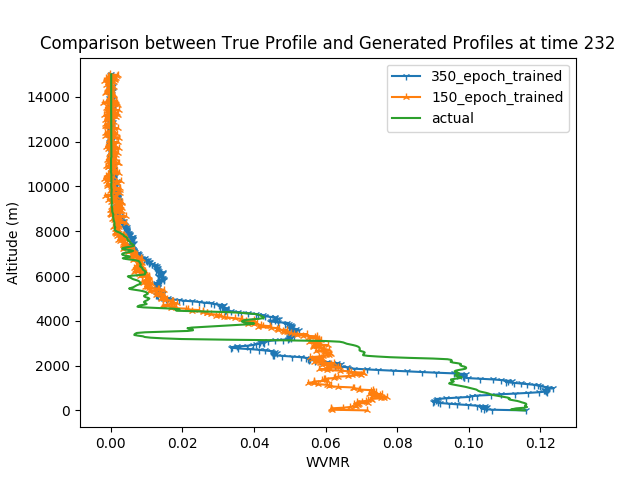 Comparison between True Profile and Generated Profiles at time 232
350_epoch_trained
150_epoch_trained
actual
Altitude (m)
14000
12000
10000
8000
6000
4000
2000
0
0.00 0.02 0.04 0.06 0.08 0.10 0.12
WVMR